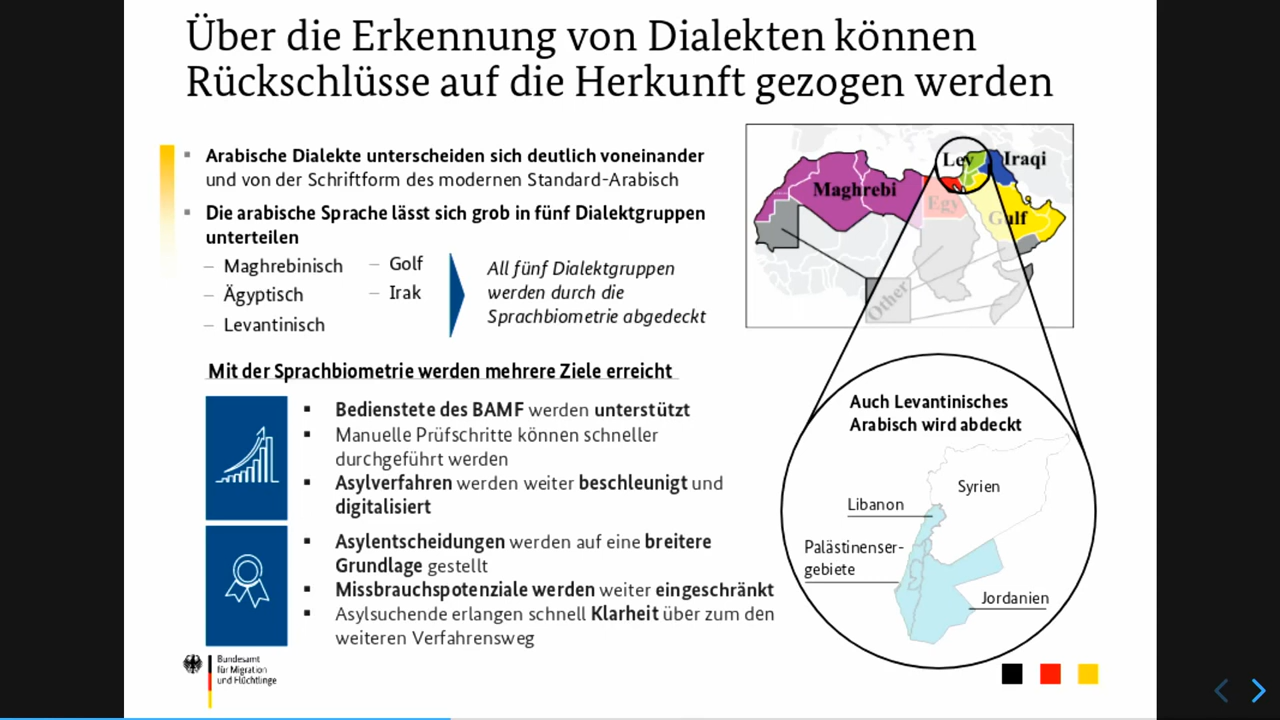 Über die Erkennung von Dialekten können
Rückschlüsse auf die Herkunft gezogen werden
▪ Arabische Dialekte unterscheiden sich deutlich voneinander
und von der Schriftform des modernen Standard-Arabisch
▪ Die arabische Sprache lässt sich grob in fünf Dialektgruppen
unterteilen
– Maghrebinisch
– Ägyptisch
– Levantinisch
– Golf
– Irak
All fünf Dialektgruppen
werden durch die
Sprachbiometrie abgedeckt
Mit der Sprachbiometrie werden mehrere Ziele erreicht
▪ Bedienstete des BAMF werden unterstützt
▪ Manuelle Prüfschritte können schneller
durchgeführt werden
▪ Asylverfahren werden weiter beschleunigt und
digitalisiert
▪ Asylentscheidungen werden auf eine breitere
Grundlage gestellt
▪ Missbrauchspotenziale werden weiter eingeschränkt
▪ Asylsuchende erlangen schnell Klarheit über zum den
weiteren Verfahrensweg
Maghrebi
Lev
Iraqi
Egy
Gulf
Other
Auch Levantinisches
Arabisch wird abdeckt
Syrien
Libanon
Palästinenser-
gebiete
Jordanien
Bundesamt
für Migration
und Flüchtlinge